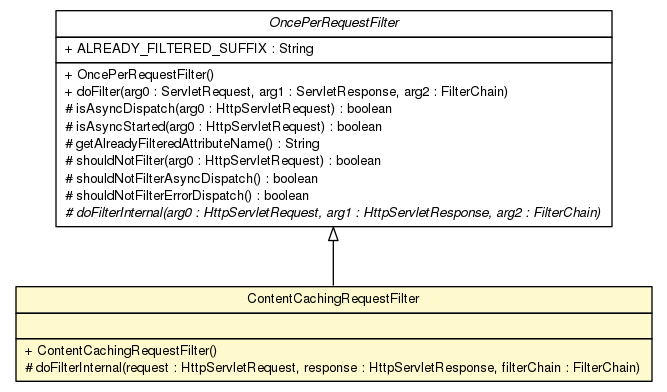 OncePerRequestFilter
+ ALREADY_FILTERED_SUFFIX : String
+ OncePerRequestFilter()
+ doFilter(arg0 : ServletRequest, arg1 : ServletResponse, arg2 : FilterChain)
# isAsyncDispatch(arg0 : HttpServletRequest) : boolean
# isAsyncStarted(arg0 : HttpServletRequest) : boolean
# getAlreadyFilteredAttributeName() : String
# shouldNotFilter(arg0 : HttpServletRequest) : boolean
# shouldNotFilterAsyncDispatch() : boolean
# shouldNotFilterErrorDispatch() : boolean
# doFilterInternal(arg0 : HttpServletRequest, arg1 : HttpServletResponse, arg2 : FilterChain)
ContentCachingRequestFilter
+ ContentCachingRequestFilter()
# doFilterInternal(request : HttpServletRequest, response : HttpServletResponse, filterChain : FilterChain)